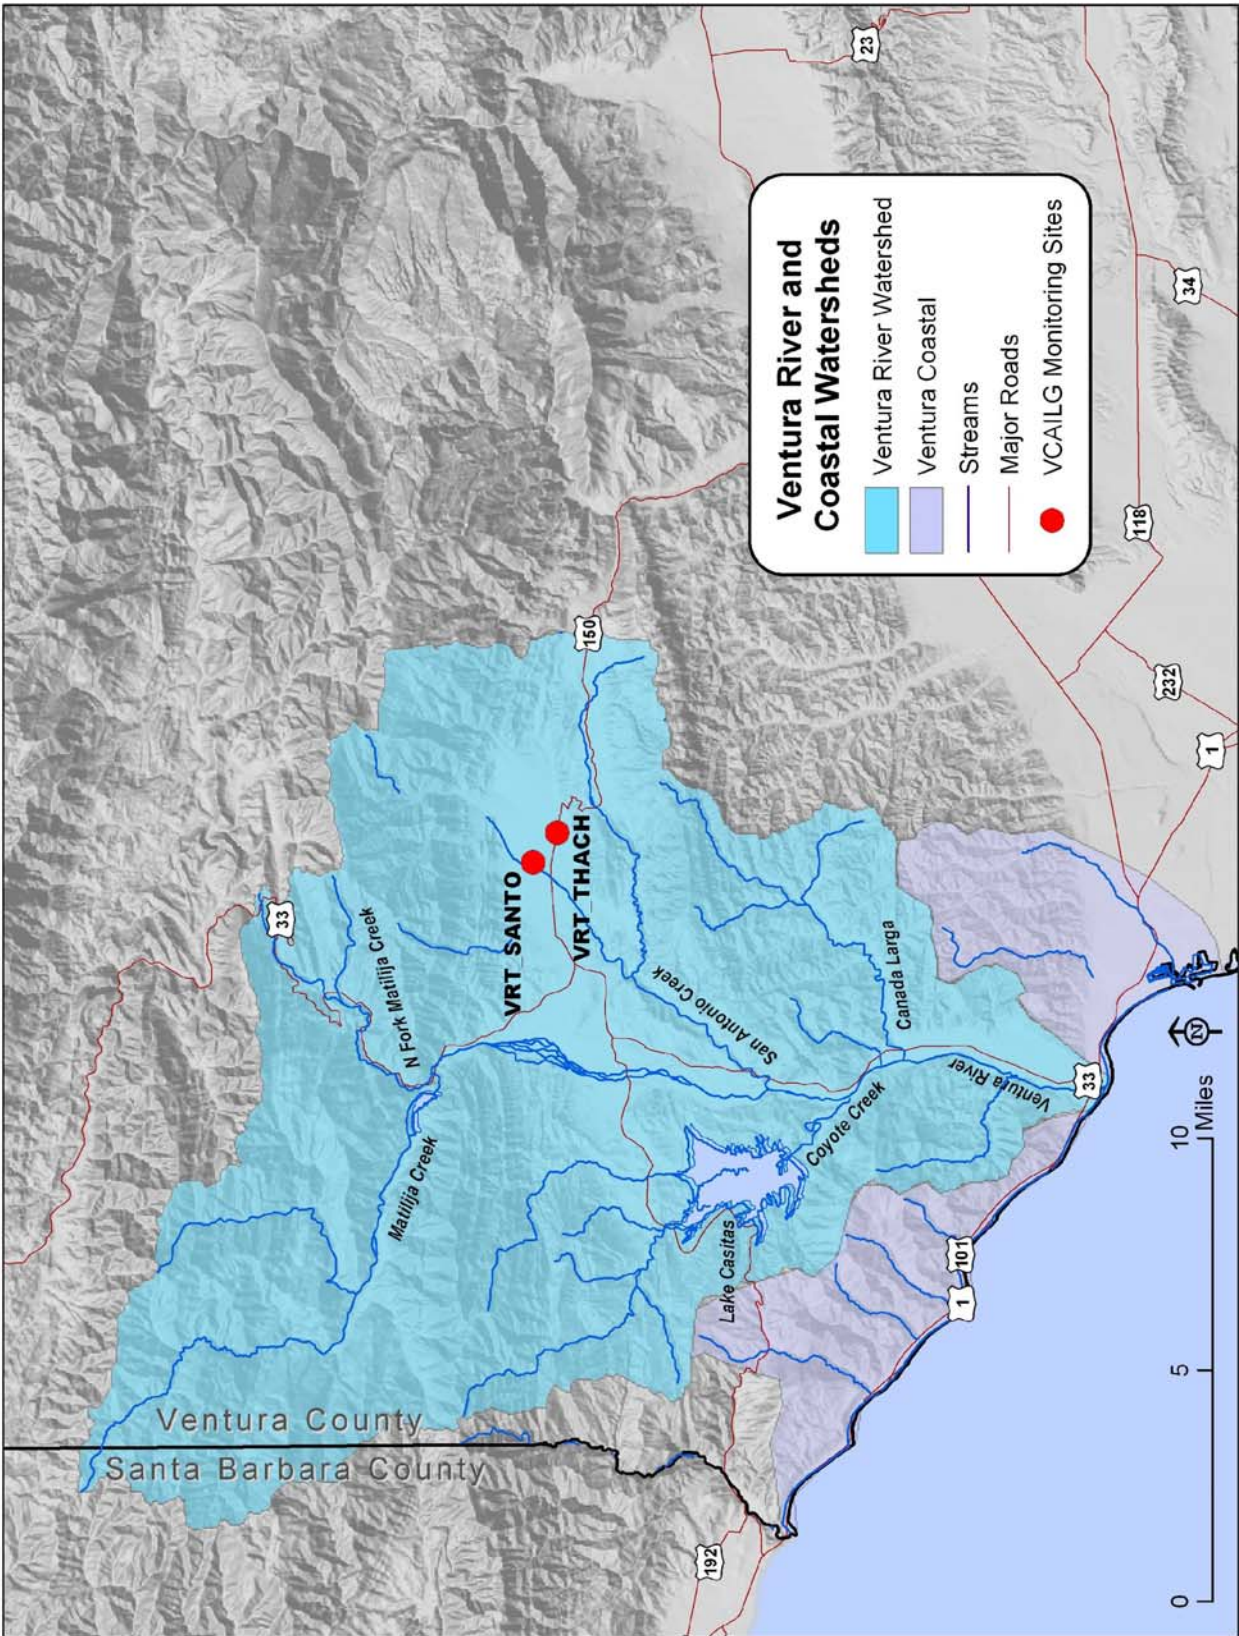 Ventura River and
Coastal Watersheds
Ventura River Watershed
Ventura Coastal
Streams
Major Roads
VCAILG Monitoring Sites
Ventura County
Santa Barbara County
33
N Fork Matilija Creek
Matilija Creek
VRT_SANTO
VRT_THACH
150
San Antonio Creek
Lake Casitas
Coyote Creek
Canada Larga
Ventura River
33
101
1
192
23
34
118
232
1
N
0
5
10
Miles